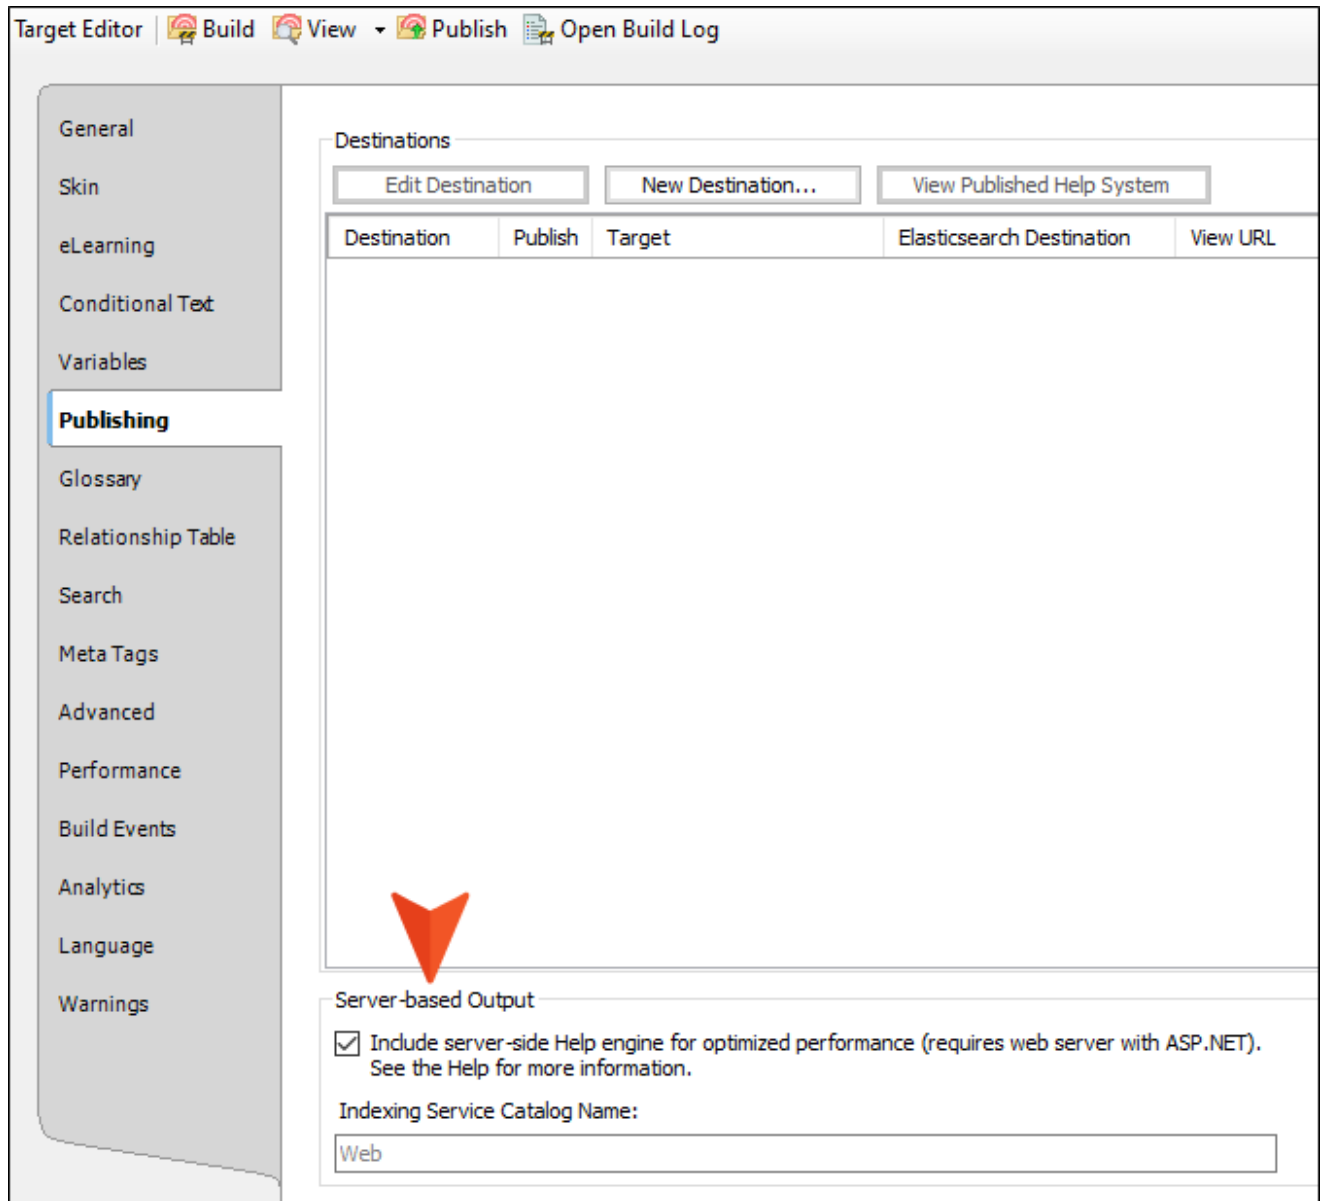 Target Editor Build View Publish Open Build Log
General
Skin
eLearning
Conditional Text
Variables
Publishing
Glossary
Relationship Table
Search
Meta Tags
Advanced
Performance
Build Events
Analytics
Language
Warnings
Destinations
Edit Destination New Destination... View Published Help System
Destination Publish Target Elasticsearch Destination View URL
Server-based Output
Include server-side Help engine for optimized performance (requires web server with ASP.NET).
See the Help for more information.
Indexing Service Catalog Name:
Web